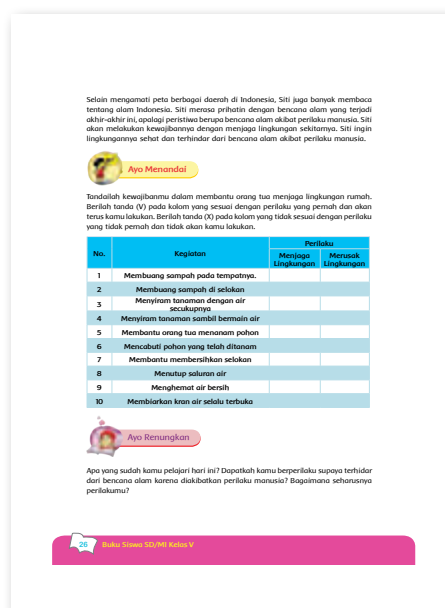 Selain mengamati peta berbagai daerah di Indonesia, Siti juga banyak membaca
tentang alam Indonesia. Siti merasa prihatin dengan bencana alam yang terjadi
akhir-akhir ini, apalagi peristiwa berupa bencana alam akibat perilaku manusia. Siti
akan melakukan kewajibannya dengan menjaga lingkungan sekitarnya. Siti ingin
lingkungannya sehat dan terhindar dari bencana alam akibat perilaku manusia.
Ayo Menandai
Tandailah kewajibanmu dalam membantu orang tua menjaga lingkungan rumah.
Berilah tanda (V) pada kolom yang sesuai dengan perilaku yang pernah dan akan
terus kamu lakukan. Berilah tanda (X) pada kolom yang tidak sesuai dengan perilaku
yang tidak pernah dan tidak akan kamu lakukan.
No. Kegiatan Perilaku
Menjaga Lingkungan Merusak Lingkungan
1 Membuang sampah pada tempatnya.
2 Membuang sampah di selokan
3 Menyiram tanaman dengan air
secukupnya
4 Menyiram tanaman sambil bermain air
5 Membantu orang tua menanam pohon
6 Mencabuti pohon yang telah ditanam
7 Membantu membersihkan selokan
8 Menutup saluran air
9 Menghemat air bersih
10 Membiarkan kran air selalu terbuka
Ayo Renungkan
Apa yang sudah kamu pelajari hari ini? Dapatkah kamu berperilaku supaya terhidar
dari bencana alam karena diakibatkan perilaku manusia? Bagaimana seharusnya
perilakumu?
26 Buku Siswa SD/MI Kelas V